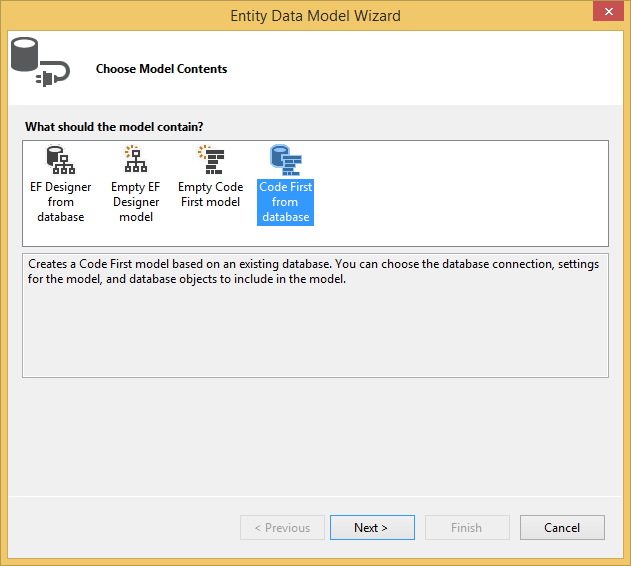 Entity Data Model Wizard
Choose Model Contents
What should the model contain?
EF Designer
from
database
Empty EF
Designer
model
Empty Code
First model
Code First
from
database
Creates a Code First model based on an existing database. You can choose the database connection, settings
for the model, and database objects to include in the model.
< Previous
Next >
Finish
Cancel